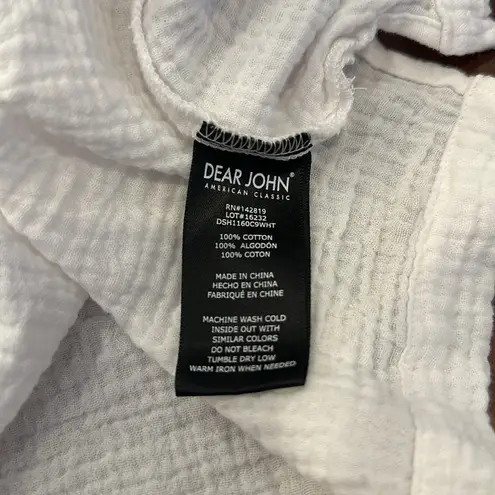 DEAR JOHN®
AMERICAN CLASSIC
RN#142819
LOT#16232
DSH1160C9WHT
100% COTTON
100% ALGODÓN
100% COTON
MADE IN CHINA
HECHO EN CHINA
FABRIQUÉ EN CHINE
MACHINE WASH COLD
INSIDE OUT WITH
SIMILAR COLORS
DO NOT BLEACH
TUMBLE DRY LOW
WARM IRON WHEN NEEDED